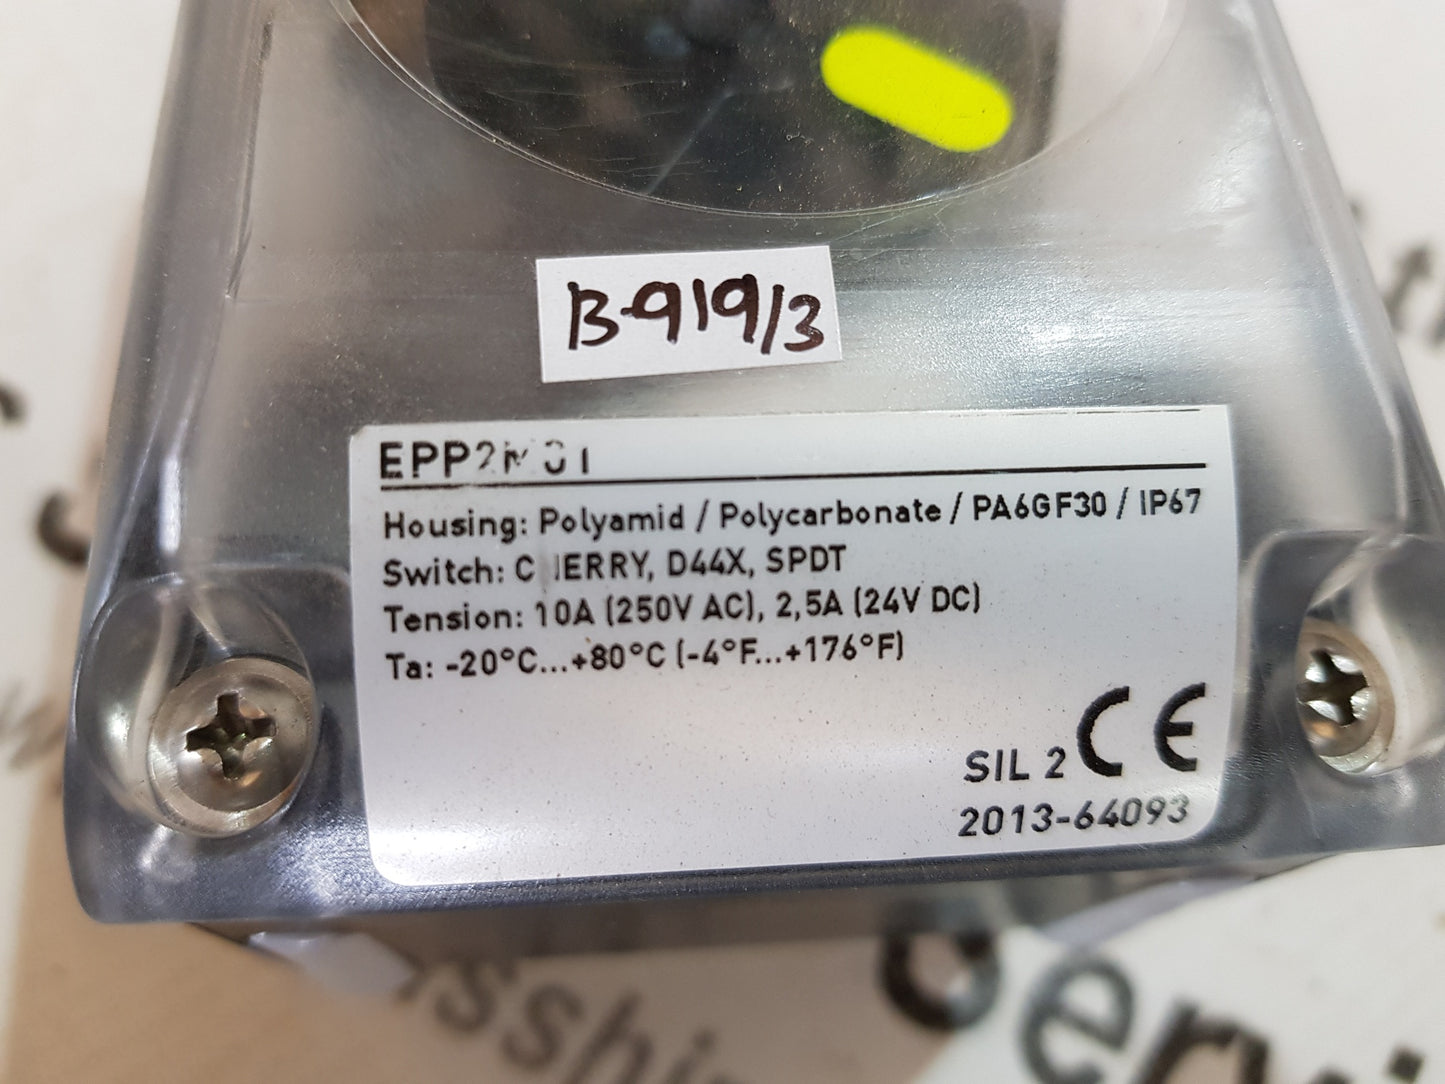 B-919/3
EPP2M01
Housing: Polyamid / Polycarbonate / PA6GF30 / IP67
Switch: CHERRY, D44X, SPDT
Tension: 10A (250V AC), 2,5A (24V DC)
Ta: -20°C...+80°C (-4°F...+176°F)
SIL 2 CE
2013-64093